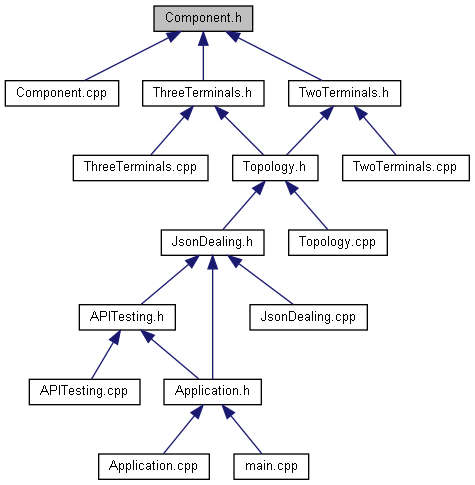 Component.h
Component.cpp
ThreeTerminals.h
TwoTerminals.h
ThreeTerminals.cpp
Topology.h
TwoTerminals.cpp
JsonDealing.h
Topology.cpp
APITesting.h
JsonDealing.cpp
APITesting.cpp
Application.h
Application.cpp
main.cpp